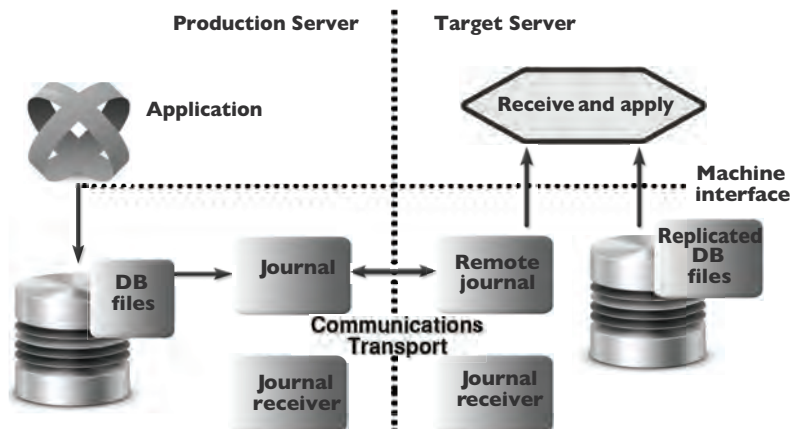 Production Server
Target Server
Application
Receive and apply
Machine
interface
DB
files
Journal
Remote
journal
Replicated
DB
files
Communications
Transport
Journal
receiver
Journal
receiver